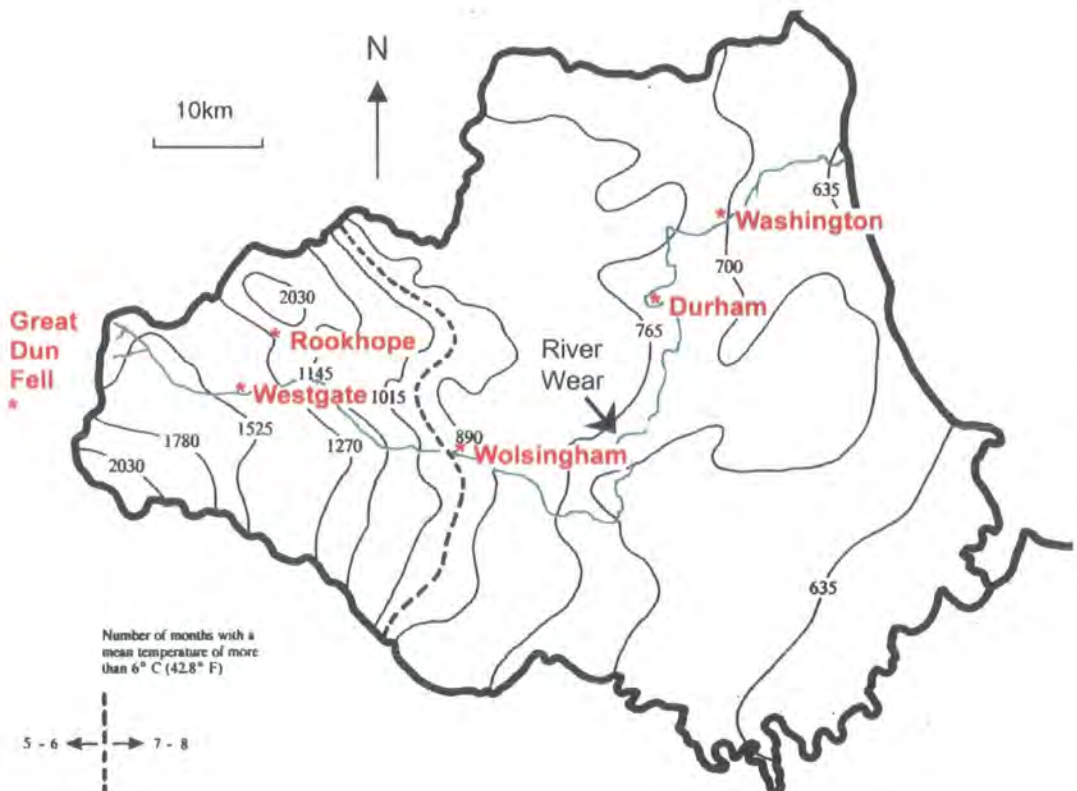 N
10km
635
Washington
700
2030
Durham
Great
Dun
Fell
Rookhope
765
River
Wear
1145
Westgate
1015
1525
890
1780
1270
Wolsingham
2030
635
Number of months with a
mean temperature of more
than 6° C (42.8° F)
5 - 6
7 - 8